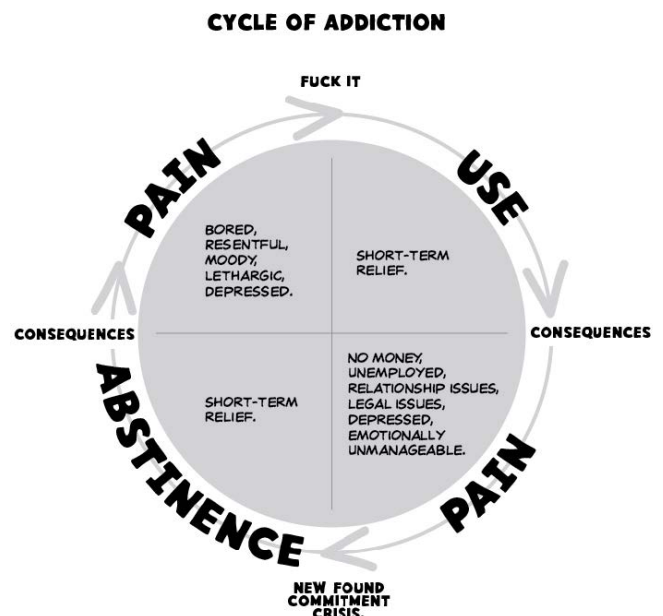 CYCLE OF ADDICTION
FUCK IT
PAIN
USE
BORED,
RESENTFUL,
MOODY,
LETHARGIC,
DEPRESSED.
SHORT-TERM
RELIEF.
CONSEQUENCES
CONSEQUENCES
ABSTINENCE
SHORT-TERM
RELIEF.
NO MONEY,
UNEMPLOYED,
RELATIONSHIP ISSUES,
LEGAL ISSUES,
DEPRESSED,
EMOTIONALLY
UNMANAGEABLE.
PAIN
NEW FOUND
COMMITMENT
CRISIS.